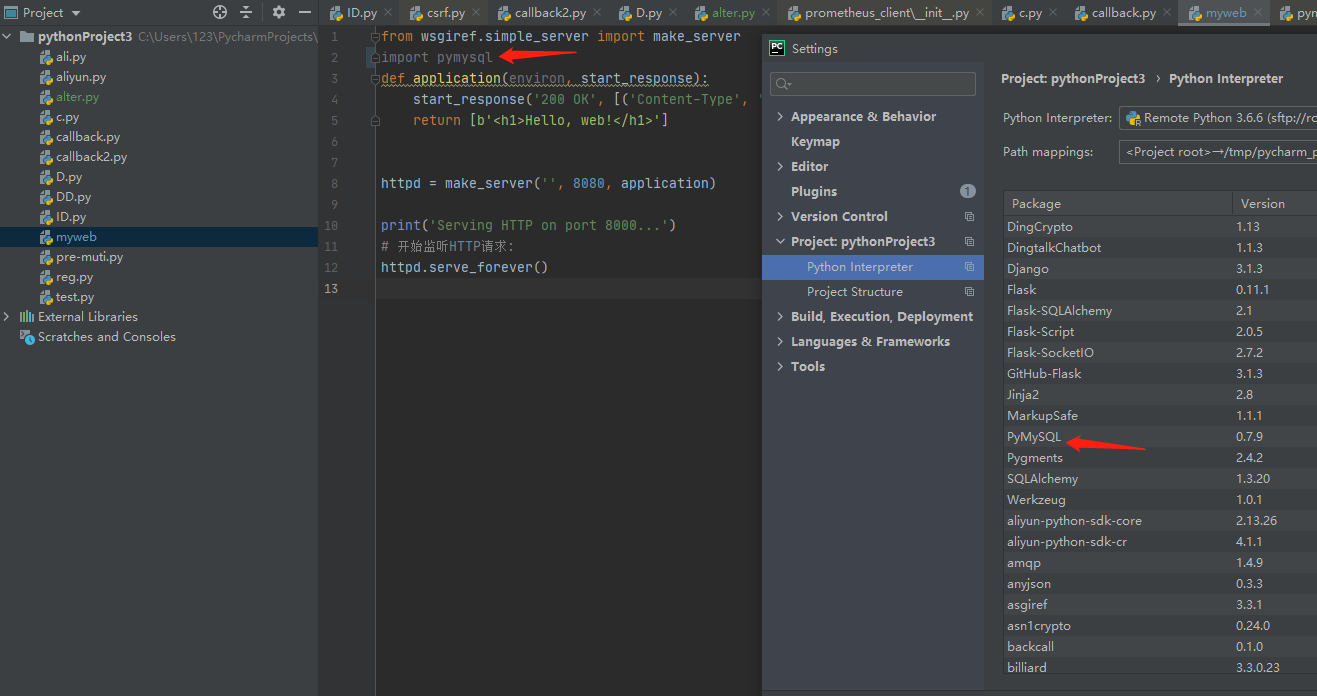 Project
pythonProject3 C:\Users\123\PycharmProjects\
ali.py
aliyun.py
alter.py
c.py
callback.py
callback2.py
D.py
DD.py
ID.py
myweb
pre-muti.py
reg.py
test.py
External Libraries
Scratches and Consoles
ID.py csrf.py callback2.py D.py alter.py prometheus_client\__init__.py c.py callback.py myweb
1 from wsgiref.simple_server import make_server
2 import pymysql
3 def application(environ, start_response):
4 start_response('200 OK', [('Content-Type', '
5 return [b'<h1>Hello, web!</h1>']
6
7
8 httpd = make_server('', 8080, application)
9
10 print('Serving HTTP on port 8000...')
11 # 开始监听HTTP请求:
12 httpd.serve_forever()
13
PC Settings
Appearance & Behavior
Keymap
Editor
Plugins 1
Version Control
Project: pythonProject3
Python Interpreter
Project Structure
Build, Execution, Deployment
Languages & Frameworks
Tools
Project: pythonProject3 › Python Interpreter
Python Interpreter: Remote Python 3.6.6 (sftp://ro
Path mappings: <Project root>→/tmp/pycharm_p
Package Version
DingCrypto 1.13
DingtalkChatbot 1.1.3
Django 3.1.3
Flask 0.11.1
Flask-SQLAlchemy 2.1
Flask-Script 2.0.5
Flask-SocketIO 2.7.2
GitHub-Flask 3.1.3
Jinja2 2.8
MarkupSafe 1.1.1
PyMySQL 0.7.9
Pygments 2.4.2
SQLAlchemy 1.3.20
Werkzeug 1.0.1
aliyun-python-sdk-core 2.13.26
aliyun-python-sdk-cr 4.1.1
amqp 1.4.9
anyjson 0.3.3
asgiref 3.3.1
asn1crypto 0.24.0
backcall 0.1.0
billiard 3.3.0.23